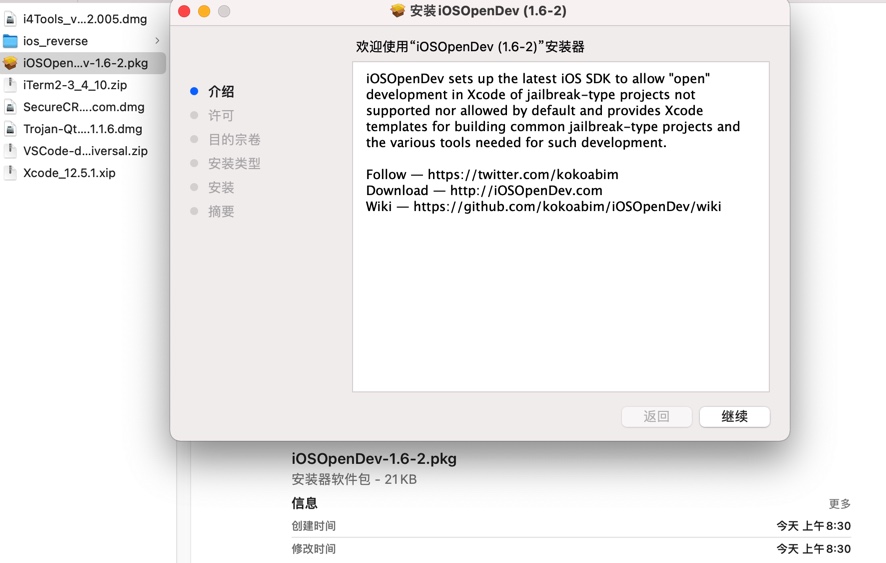 i4Tools_v...2.005.dmg
ios_reverse
iOSOpen...v-1.6-2.pkg
iTerm2-3_4_10.zip
SecureCR....com.dmg
Trojan-Qt....1.1.6.dmg
VSCode-d...iversal.zip
Xcode_12.5.1.xip
安装iOSOpenDev (1.6-2)
欢迎使用“iOSOpenDev (1.6-2)”安装器
介绍
许可
目的宗卷
安装类型
安装
摘要
iOSOpenDev sets up the latest iOS SDK to allow "open"
development in Xcode of jailbreak-type projects not
supported nor allowed by default and provides Xcode
templates for building common jailbreak-type projects and
the various tools needed for such development.
Follow — https://twitter.com/kokoabim
Download — http://iOSOpenDev.com
Wiki — https://github.com/kokoabim/iOSOpenDev/wiki
返回
继续
iOSOpenDev-1.6-2.pkg
安装器软件包 - 21 KB
信息
更多
创建时间
今天 上午8:30
修改时间
今天 上午8:30